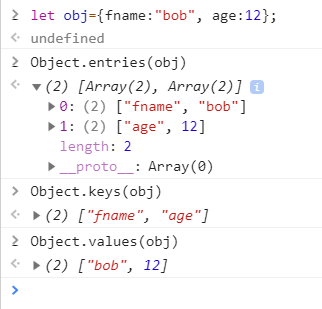 let obj={fname:"bob", age:12};
undefined
Object.entries(obj)
(2) [Array(2), Array(2)] i
0: (2) ["fname", "bob"]
1: (2) ["age", 12]
length: 2
__proto__: Array(0)
Object.keys(obj)
(2) ["fname", "age"]
Object.values(obj)
(2) ["bob", 12]